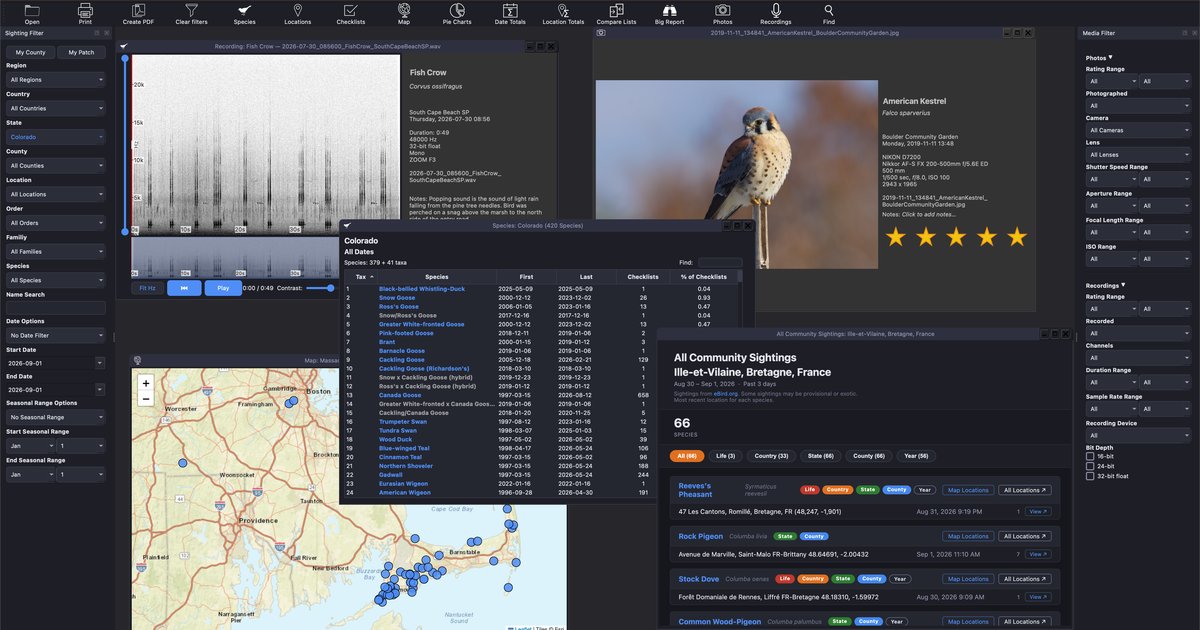 Open Print Create PDF Clear filters Species Locations Checklists Map Pie Charts Date Totals Location Totals Compare Lists Big Report Photos Recordings Find
Sighting Filter
My County My Patch
Region
All Regions
Country
All Countries
State
Colorado
County
All Counties
Location
All Locations
Order
All Orders
Family
All Families
Species
All Species
Name Search
Date Options
No Date Filter
Start Date
2026-09-01
End Date
2026-09-01
Seasonal Range Options
No Seasonal Range
Start Seasonal Range
Jan 1
End Seasonal Range
Jan 1
Recording: Fish Crow — 2026-07-30_085600_FishCrow_SouthCapeBeachSP.wav
20k
15k
Hz
10k
5k
0s 10s 20s 30s
0s 10s 20s 30s
Fit Hz ⏮ Play 0:00 / 0:49 Contrast:
Fish Crow
Corvus ossifragus
South Cape Beach SP
Thursday, 2026-07-30 08:56
Duration: 0:49
48000 Hz
32-bit float
Mono
ZOOM F3
2026-07-30_085600_FishCrow_
SouthCapeBeachSP.wav
Notes: Popping sound is the sound of light rain
falling from the pine tree needles. Bird was
perched on a snag above the marsh to the north
side of the entry road.
2019-11-11_134841_AmericanKestrel_BoulderCommunityGarden.jpg
American Kestrel
Falco sparverius
Boulder Community Garden
Monday, 2019-11-11 13:48
NIKON D7200
Nikkor AF-S FX 200-500mm f/5.6E ED
500 mm
1/500 sec, f/8.0, ISO 100
2943 x 1965
2019-11-11_134841_AmericanKestrel_
BoulderCommunityGarden.jpg
Notes: Click to add notes...
Species: Colorado (420 Species)
Colorado
All Dates
Species: 379 + 41 taxa Find:
Tax Species First Last Checklists % of Checklists
1 Black-bellied Whistling-Duck 2025-05-09 2025-05-09 1 0.04
2 Snow Goose 2000-12-12 2023-12-02 26 0.93
3 Ross's Goose 2006-01-05 2023-01-16 13 0.47
4 Snow/Ross's Goose 2017-12-16 2017-12-16 1 0.04
5 Greater White-fronted Goose 2000-12-12 2023-12-02 13 0.47
6 Pink-footed Goose 2018-12-11 2019-01-06 2
7 Brant 2000-01-15 2019-01-12 3
8 Barnacle Goose 2019-01-06 2019-01-06 1
9 Cackling Goose 2005-12-18 2026-02-21 129
10 Cackling Goose (Richardson's) 2018-03-10 2018-03-10 1
11 Snow x Cackling Goose (hybrid) 2019-12-23 2019-12-23 1
12 Ross's x Cackling Goose (hybrid) 2019-01-12 2019-01-12 1
13 Canada Goose 1997-03-15 2026-08-12 658
14 Greater White-fronted x Canada Goos... 2019-01-06 2019-01-06 1
15 Cackling/Canada Goose 2018-01-20 2020-11-25 5
16 Trumpeter Swan 1997-08-12 2023-01-16 12
17 Tundra Swan 1998-03-07 2025-01-03 15
18 Wood Duck 1997-05-02 2026-05-02 39
19 Blue-winged Teal 1998-04-17 2026-05-24 106
20 Cinnamon Teal 1997-03-15 2026-05-02 96
21 Northern Shoveler 1997-03-15 2026-05-24 188
22 Gadwall 1997-03-15 2026-05-24 244
23 Eurasian Wigeon 2022-01-16 2022-01-16 1
24 American Wigeon 1996-09-28 2026-04-30 191
Map: Massac
+
−
Worcester
Framingham
Cambridge
Boston
Brockton
Woonsocket
Providence
Plainfield
Fall River
New Bedford
Barnstable
Buzzards
Bay
Cape Cod Bay
Narragansett
Pier
Nantucket
Sound
Leaflet | Tiles © Esri
All Community Sightings: Ille-et-Vilaine, Bretagne, France
All Community Sightings
Ille-et-Vilaine, Bretagne, France
Aug 30 – Sep 1, 2026 · Past 3 days
Sightings from eBird.org. Some sightings may be provisional or exotic.
Most recent location for each species.
66
SPECIES
All (66) Life (3) Country (33) State (66) County (66) Year (56)
Reeve's
Pheasant
Syrmaticus
reevesii
Life Country State County Year Map Locations All Locations ↗
47 Les Cantons, Romillé, Bretagne, FR (48,247, -1,901) Aug 31, 2026 9:19 PM 1 View ↗
Rock Pigeon Columba livia State County Map Locations All Locations ↗
Avenue de Marville, Saint-Malo FR-Brittany 48.64691, -2.00432 Sep 1, 2026 11:10 AM 7 View ↗
Stock Dove Columba oenas Life Country State County Year Map Locations All Locations ↗
Forêt Domaniale de Rennes, Liffré FR-Bretagne 48.18310, -1.59972 Aug 30, 2026 9:09 AM 1 View ↗
Common Wood-Pigeon Columba palumbus State County Year Map Locations All Locations ↗
Media Filter
Photos ▼
Rating Range
All All
Photographed
All
Camera
All Cameras
Lens
All Lenses
Shutter Speed Range
All All
Aperture Range
All All
Focal Length Range
All All
ISO Range
All All
Recordings ▼
Rating Range
All All
Recorded
All
Channels
All
Duration Range
All All
Sample Rate Range
All All
Recording Device
All
Bit Depth
16-bit
24-bit
32-bit float